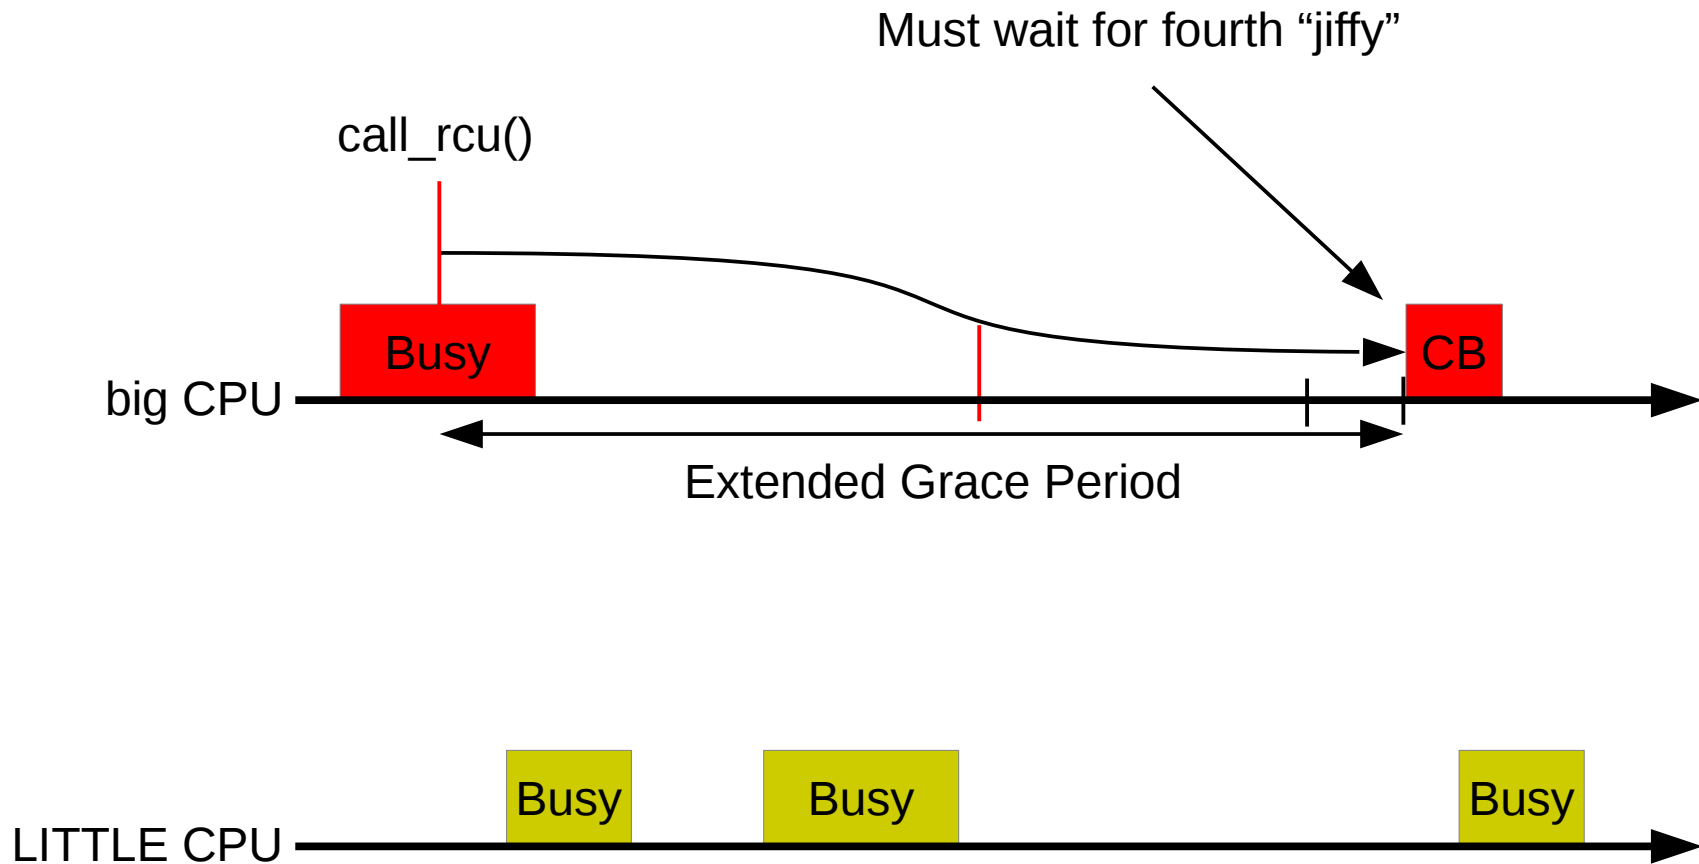 Must wait for fourth “jiffy”
call_rcu()
Busy
CB
big CPU
Extended Grace Period
Busy
Busy
Busy
LITTLE CPU